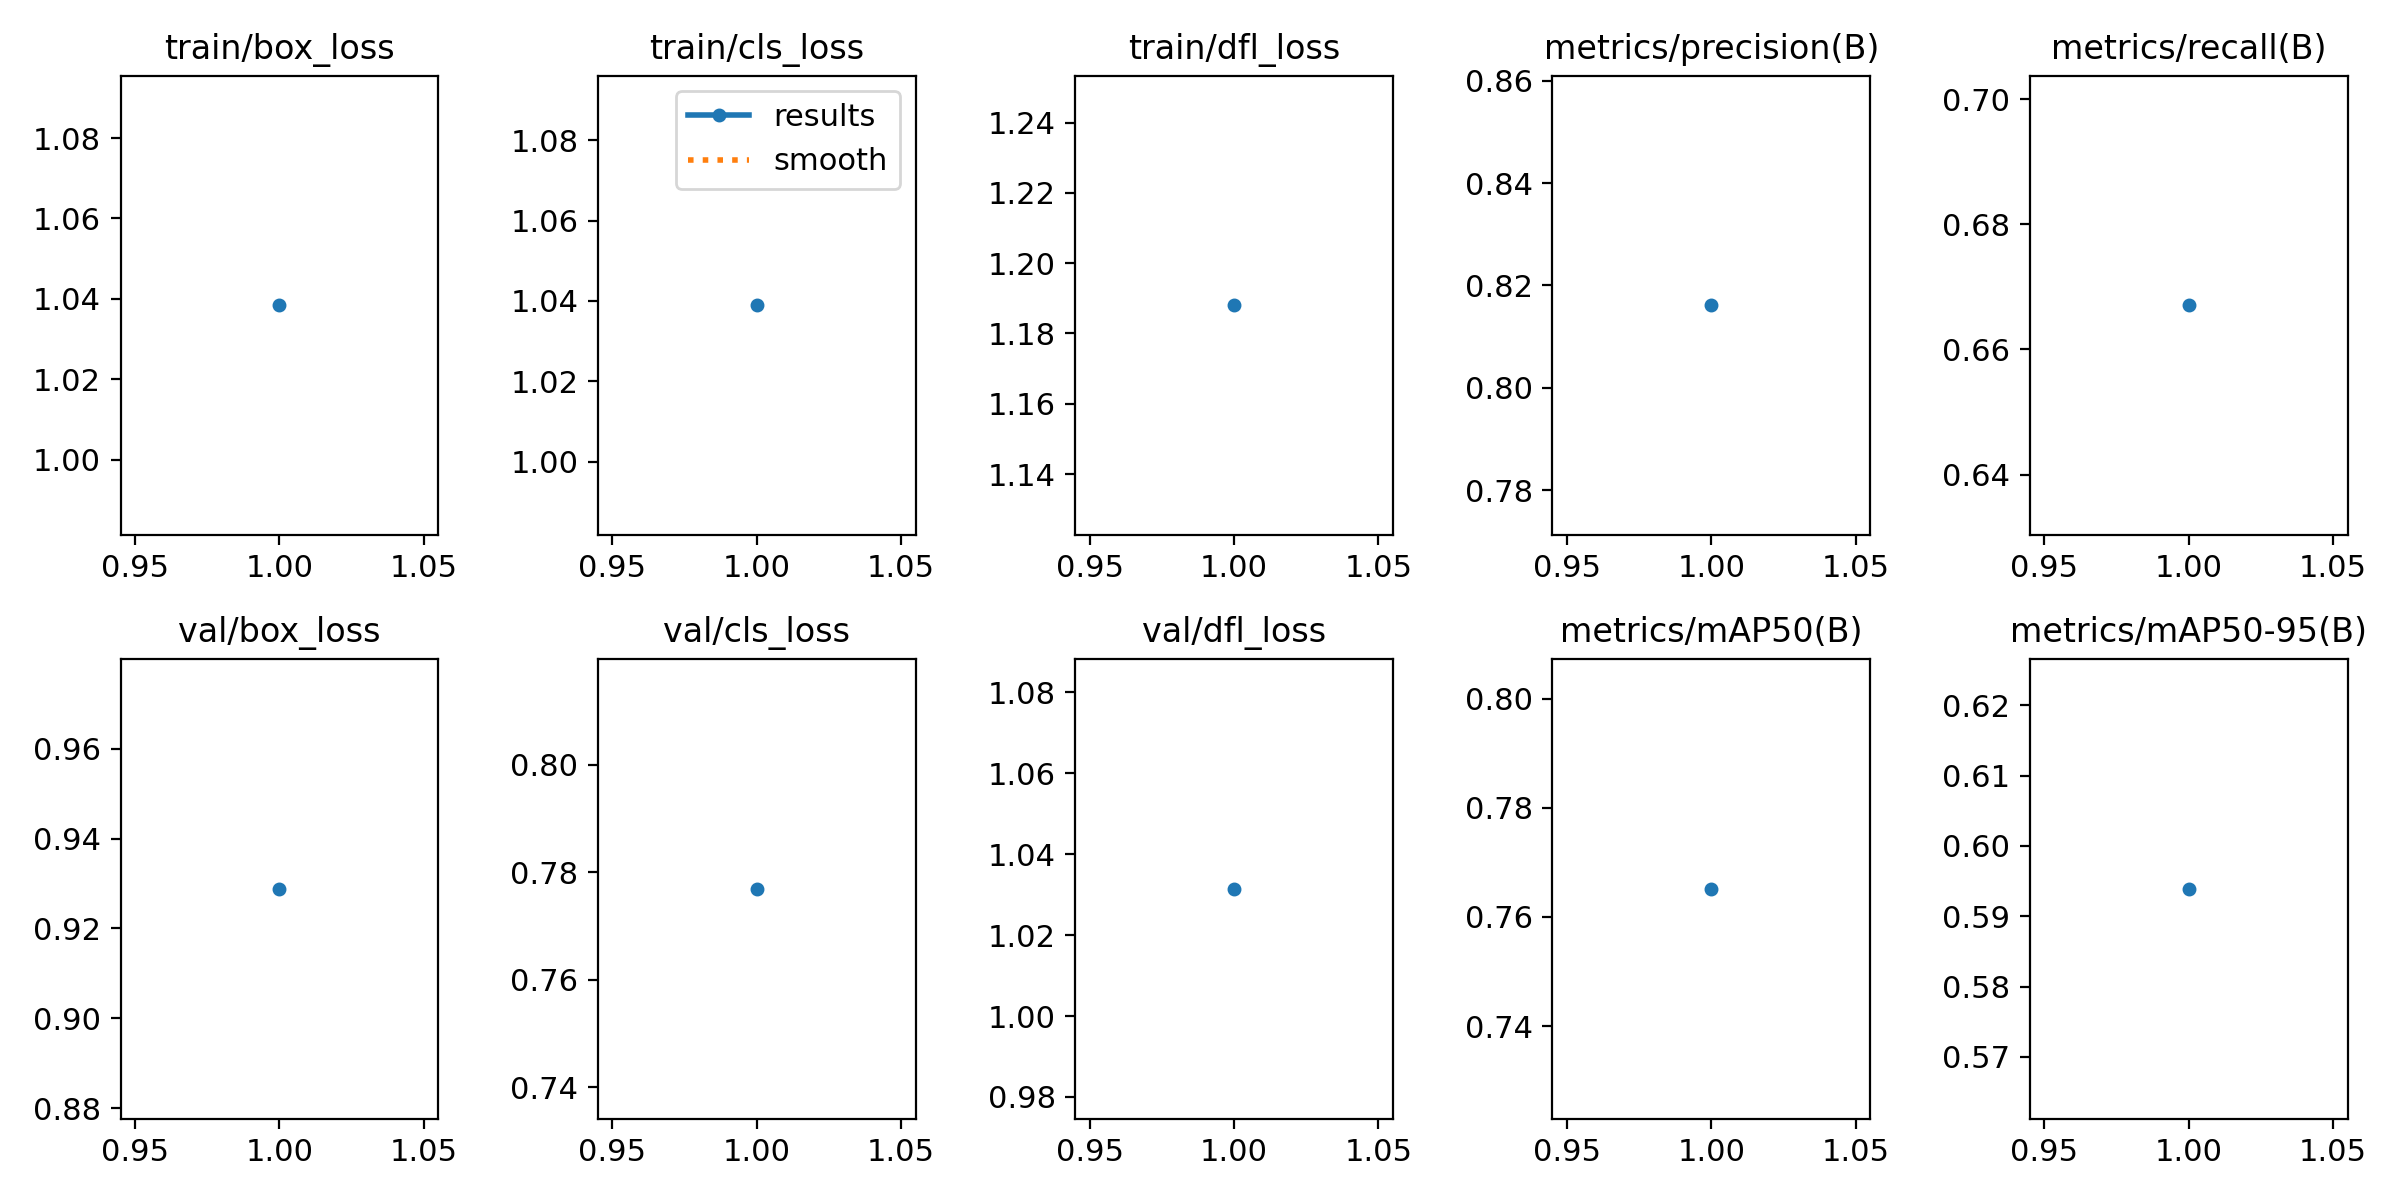 train/box_loss
1.08
1.06
1.04
1.02
1.00
0.95 1.00 1.05
train/cls_loss
results
smooth
1.08
1.06
1.04
1.02
1.00
0.95 1.00 1.05
train/dfl_loss
1.24
1.22
1.20
1.18
1.16
1.14
0.95 1.00 1.05
metrics/precision(B)
0.86
0.84
0.82
0.80
0.78
0.95 1.00 1.05
metrics/recall(B)
0.70
0.68
0.66
0.64
0.95 1.00 1.05
val/box_loss
0.96
0.94
0.92
0.90
0.88
0.95 1.00 1.05
val/cls_loss
0.80
0.78
0.76
0.74
0.95 1.00 1.05
val/dfl_loss
1.08
1.06
1.04
1.02
1.00
0.98
0.95 1.00 1.05
metrics/mAP50(B)
0.80
0.78
0.76
0.74
0.95 1.00 1.05
metrics/mAP50-95(B)
0.62
0.61
0.60
0.59
0.58
0.57
0.95 1.00 1.05